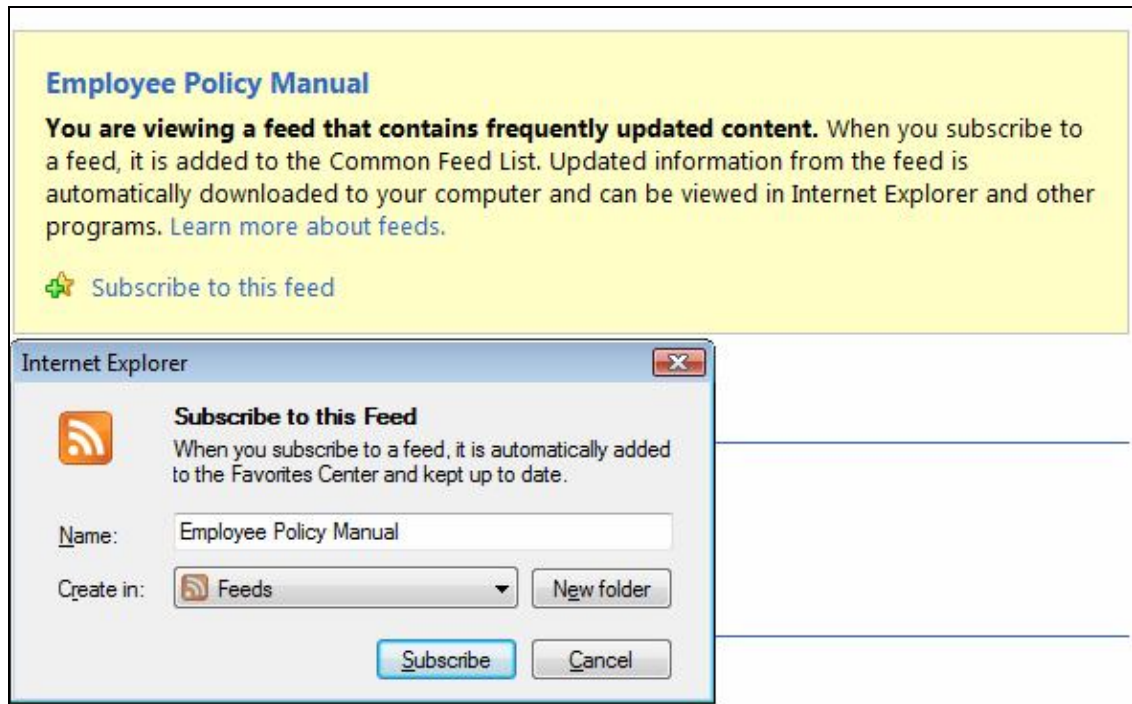 Employee Policy Manual
You are viewing a feed that contains frequently updated content. When you subscribe to
a feed, it is added to the Common Feed List. Updated information from the feed is
automatically downloaded to your computer and can be viewed in Internet Explorer and other
programs. Learn more about feeds.
Subscribe to this feed
Internet Explorer
Subscribe to this Feed
When you subscribe to a feed, it is automatically added
to the Favorites Center and kept up to date.
Name: Employee Policy Manual
Create in: Feeds New folder
Subscribe Cancel